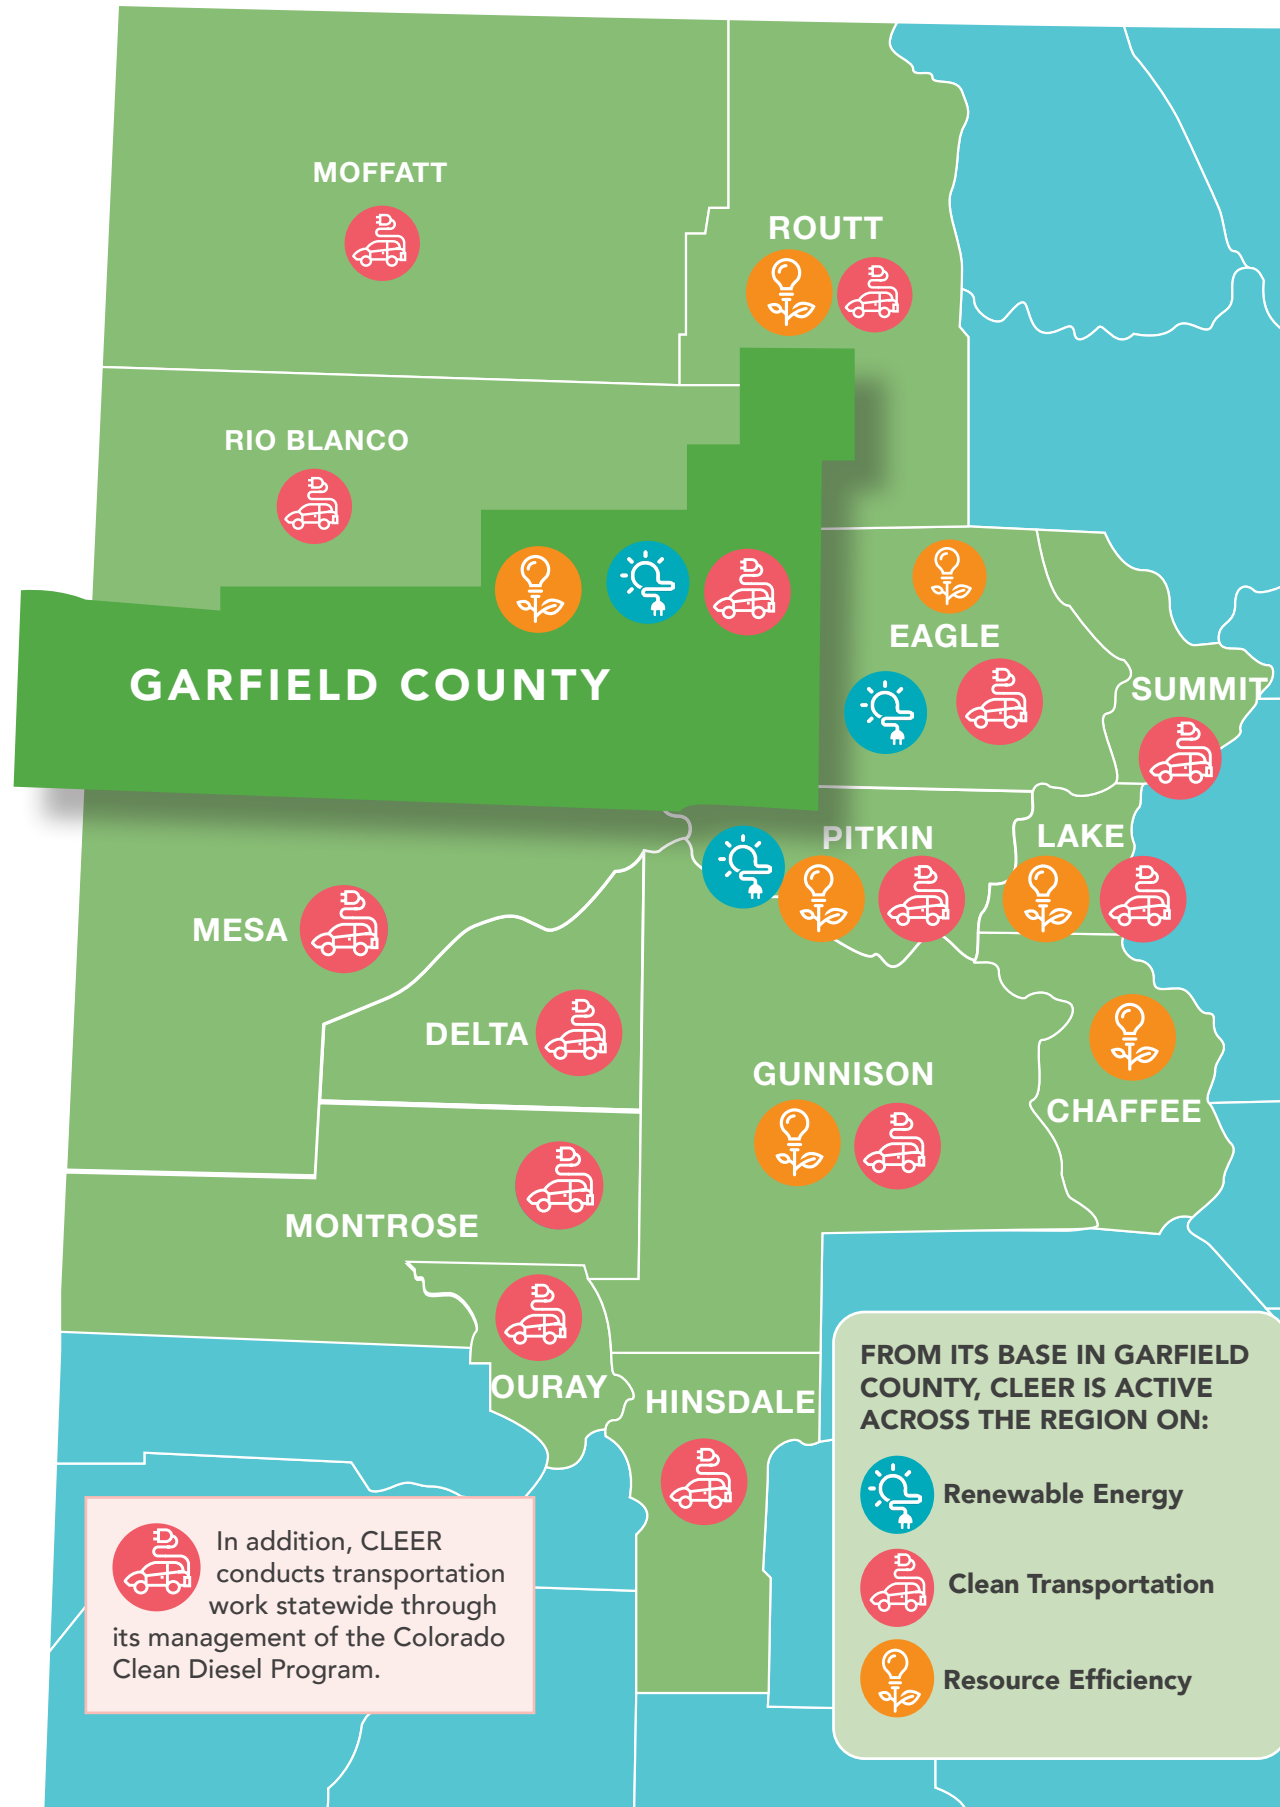 MOFFATT
ROUTT
RIO BLANCO
EAGLE
GARFIELD COUNTY
SUMMIT
PITKIN
LAKE
MESA
DELTA
GUNNISON
CHAFFEE
MONTROSE
OURAY
HINSDALE
FROM ITS BASE IN GARFIELD
COUNTY, CLEER IS ACTIVE
ACROSS THE REGION ON:
Renewable Energy
Clean Transportation
Resource Efficiency
In addition, CLEER
conducts transportation
work statewide through
its management of the Colorado
Clean Diesel Program.